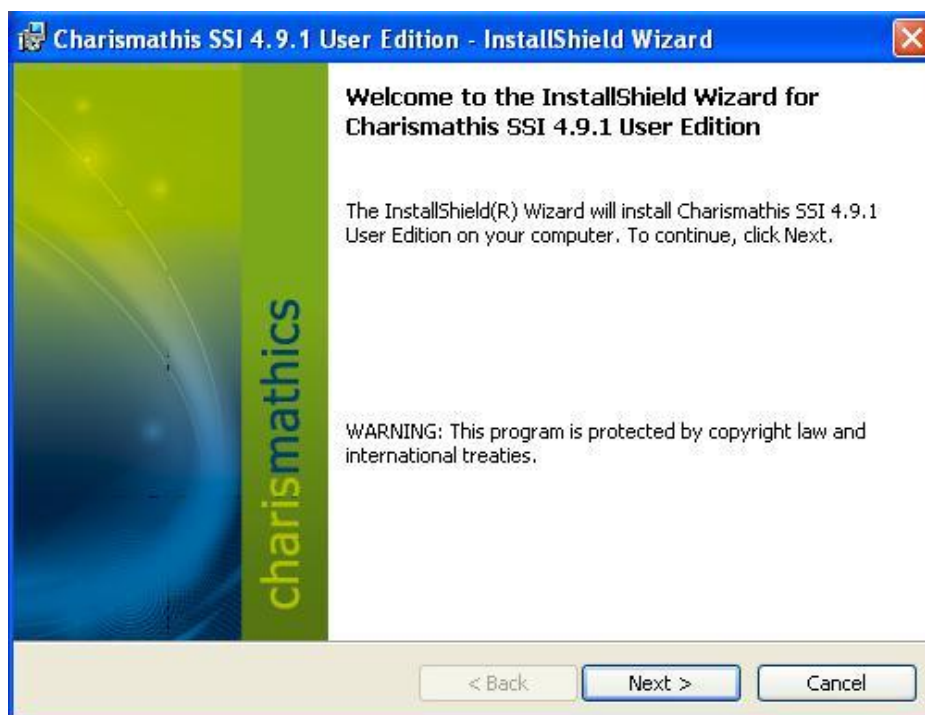 Charismathis SSI 4.9.1 User Edition - InstallShield Wizard
Welcome to the InstallShield Wizard for
Charismathis SSI 4.9.1 User Edition
The InstallShield(R) Wizard will install Charismathis SSI 4.9.1
User Edition on your computer. To continue, click Next.
charismathics
WARNING: This program is protected by copyright law and
international treaties.
< Back
Next >
Cancel